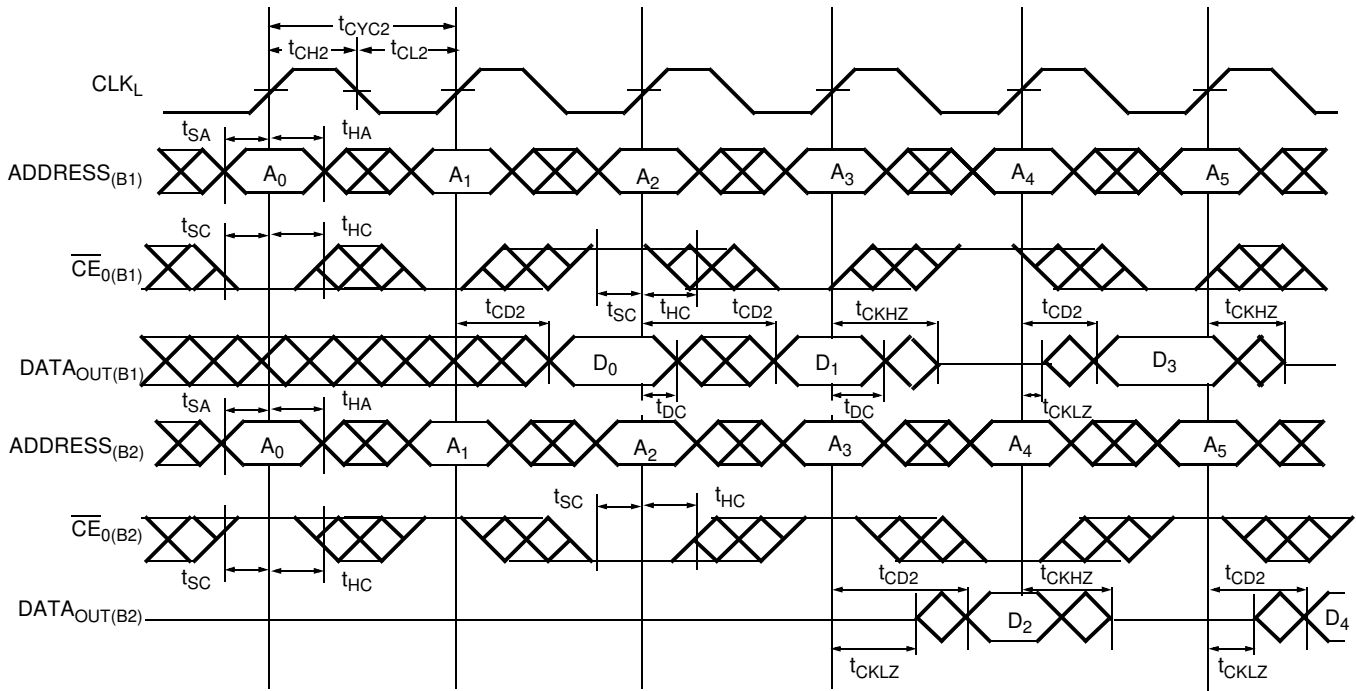 tCYC2
tCH2 tCL2
CLKL
tSA tHA
ADDRESS(B1) A0 A1 A2 A3 A4 A5
tSC tHC
CE0(B1)
tCD2 tSC tHC tCD2 tCKHZ tCD2 tCKHZ
DATAOUT(B1) D0 D1 D3
tSA tHA tDC tDC tCKLZ
ADDRESS(B2) A0 A1 A2 A3 A4 A5
tSC tHC
CE0(B2)
tSC tHC tCD2 tCKHZ tCD2
DATAOUT(B2) D2 D4
tCKLZ tCKLZ